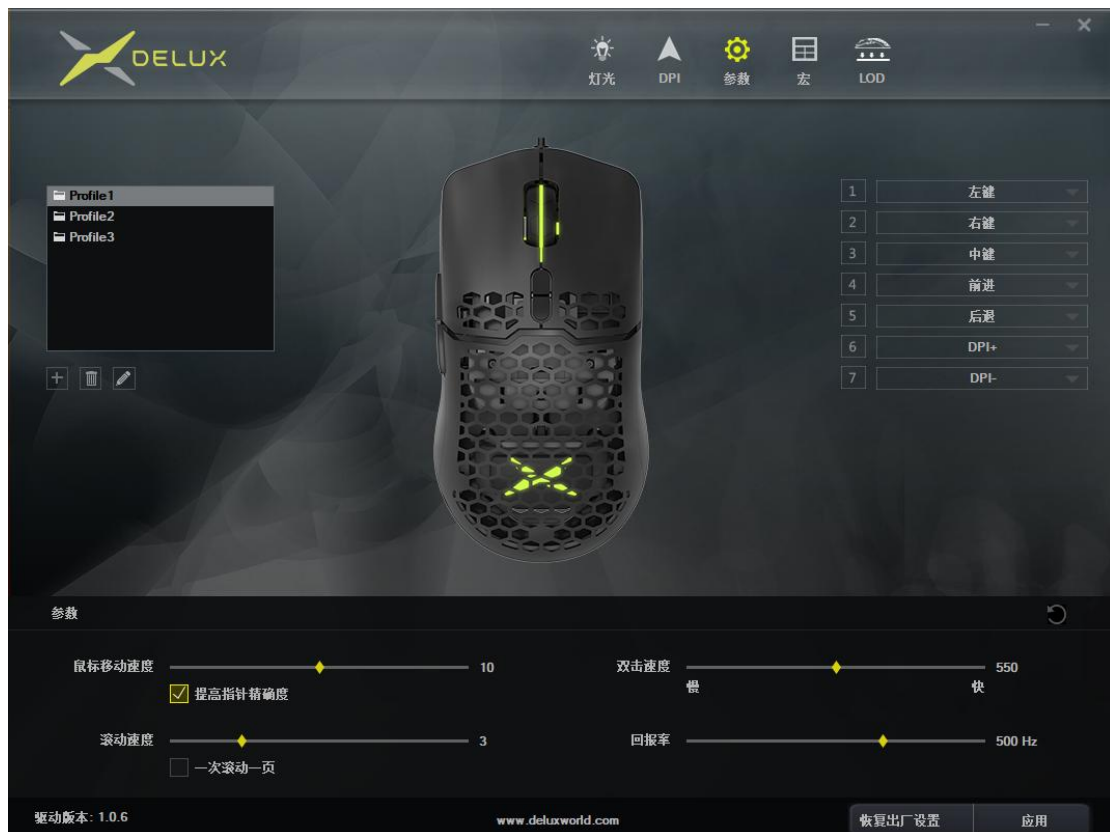 DELUX
灯光
DPI
参数
宏
LOD
Profile1
Profile2
Profile3
1 左键
2 右键
3 中键
4 前进
5 后退
6 DPI+
7 DPI-
参数
鼠标移动速度 10
提高指针精确度
双击速度 550
慢 快
滚动速度 3
一次滚动一页
回报率 500 Hz
驱动版本: 1.0.6
www.deluxworld.com
恢复出厂设置
应用